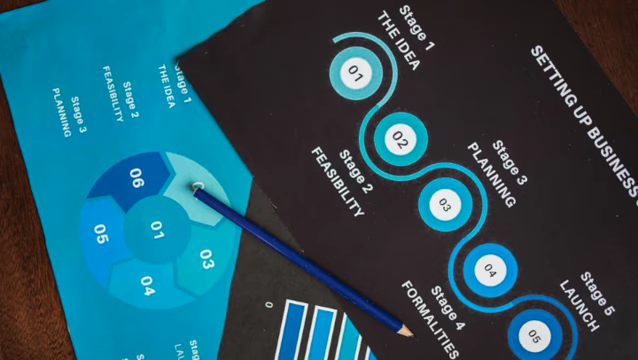 SETTING UP BUSINESS
Stage 1
THE IDEA
01
02
Stage 2
FEASIBILITY
Stage 3
PLANNING
03
04
Stage 4
FORMALITIES
Stage 5
LAUNCH
05
Stage 1
THE IDEA
Stage 2
FEASIBILITY
Stage 3
PLANNING
06
05
01
03
04
0